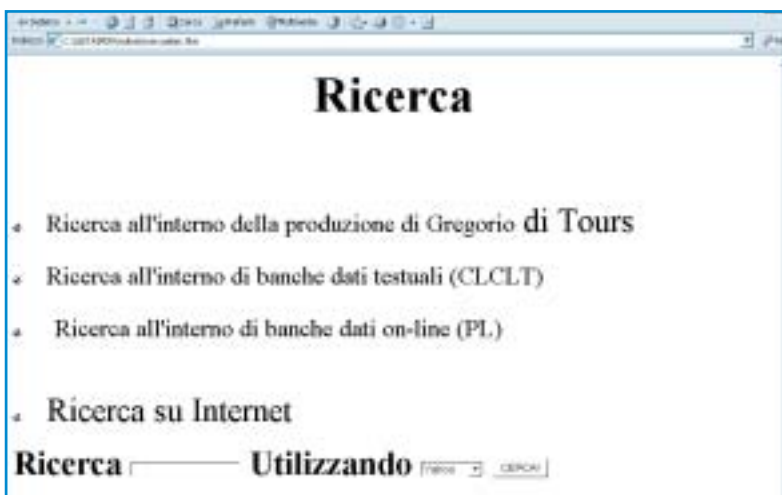 Ricerca
Ricerca all'interno della produzione di Gregorio di Tours
Ricerca all'interno di banche dati testuali (CLCLT)
Ricerca all'interno di banche dati on-line (PL)
Ricerca su Internet
Ricerca Utilizzando